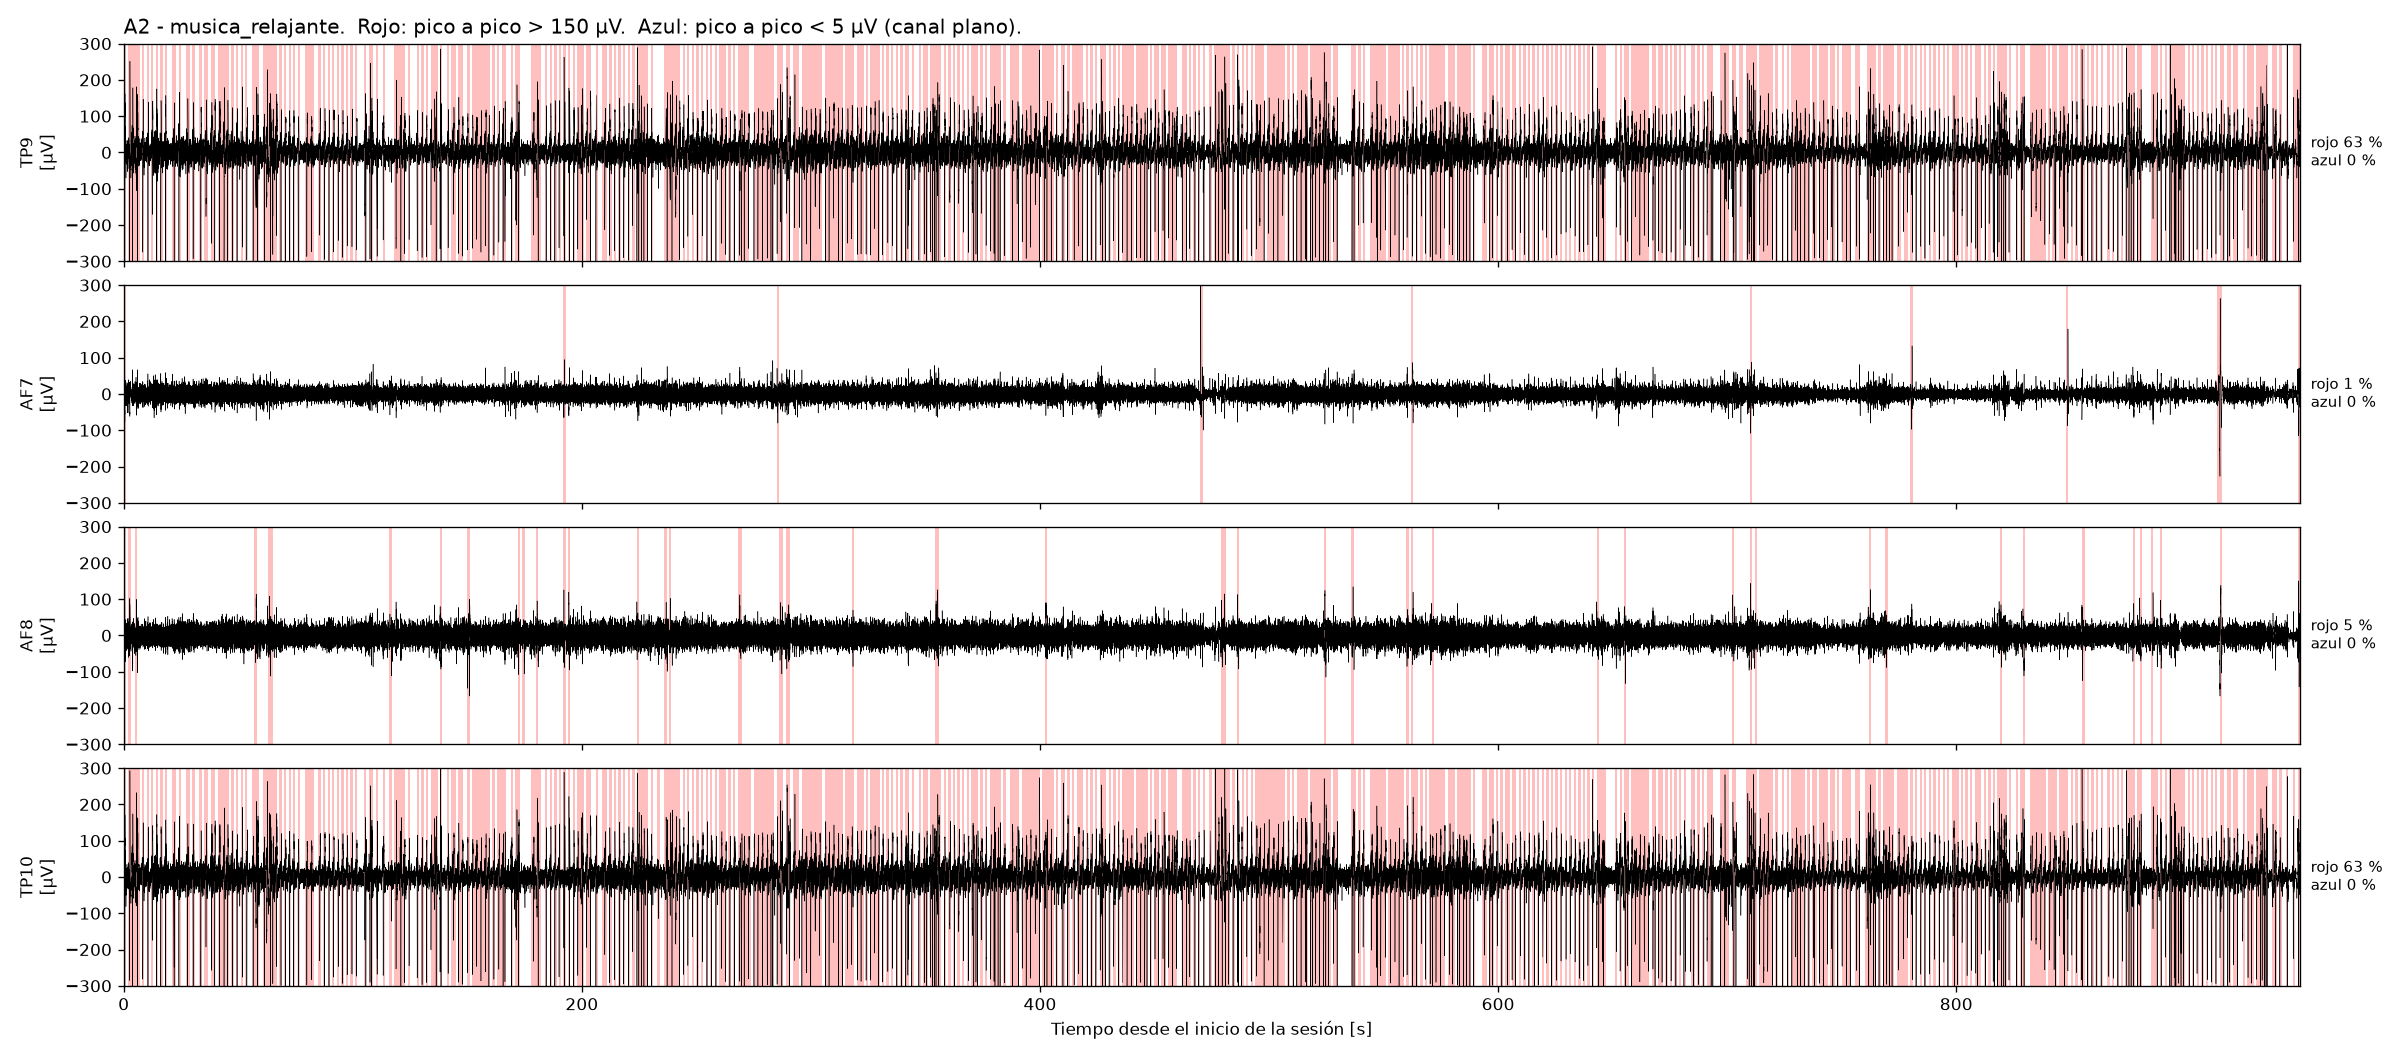 A2 - musica_relajante.  Rojo: pico a pico > 150 µV.  Azul: pico a pico < 5 µV (canal plano).
300
200
100
0
−100
−200
−300
TP9
[µV]
rojo 63 %
azul 0 %
300
200
100
0
−100
−200
−300
AF7
[µV]
rojo 1 %
azul 0 %
300
200
100
0
−100
−200
−300
AF8
[µV]
rojo 5 %
azul 0 %
300
200
100
0
−100
−200
−300
TP10
[µV]
rojo 63 %
azul 0 %
0 200 400 600 800
Tiempo desde el inicio de la sesión [s]